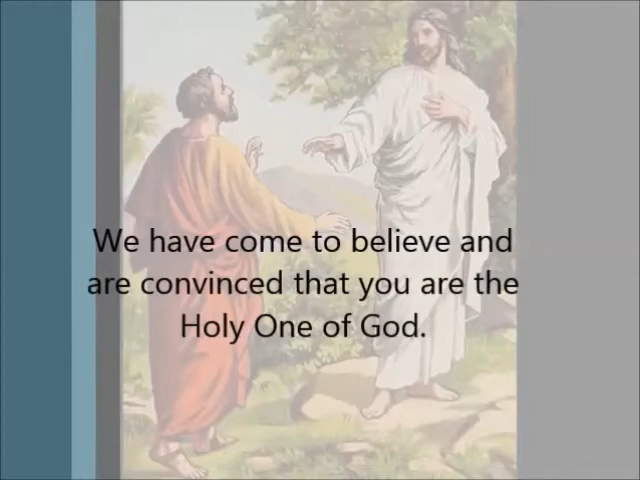 We have come to believe and
are convinced that you are the
Holy One of God.